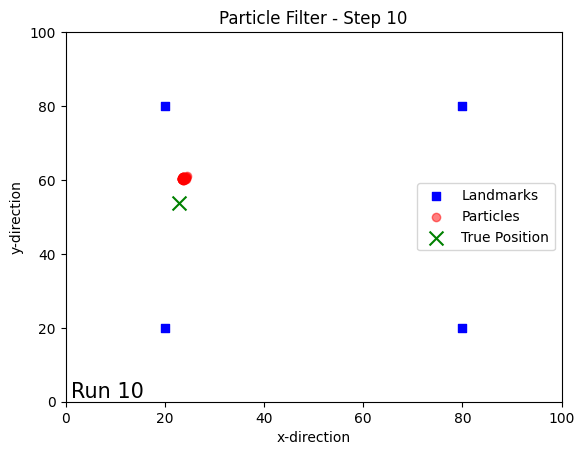 Particle Filter - Step 10
100
80
60
40
20
0
y-direction
Landmarks
Particles
True Position
Run 10
0 20 40 60 80 100
x-direction